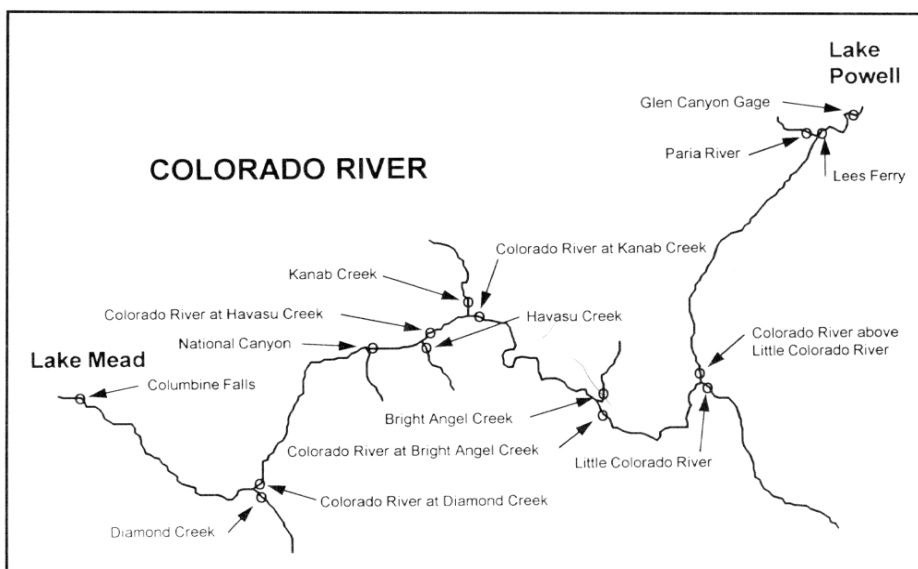 Lake
Powell
Glen Canyon Gage
Paria River
Lees Ferry
COLORADO RIVER
Colorado River at Kanab Creek
Kanab Creek
Colorado River at Havasu Creek
Havasu Creek
National Canyon
Colorado River above
Little Colorado River
Lake Mead
Columbine Falls
Bright Angel Creek
Colorado River at Bright Angel Creek
Little Colorado River
Colorado River at Diamond Creek
Diamond Creek